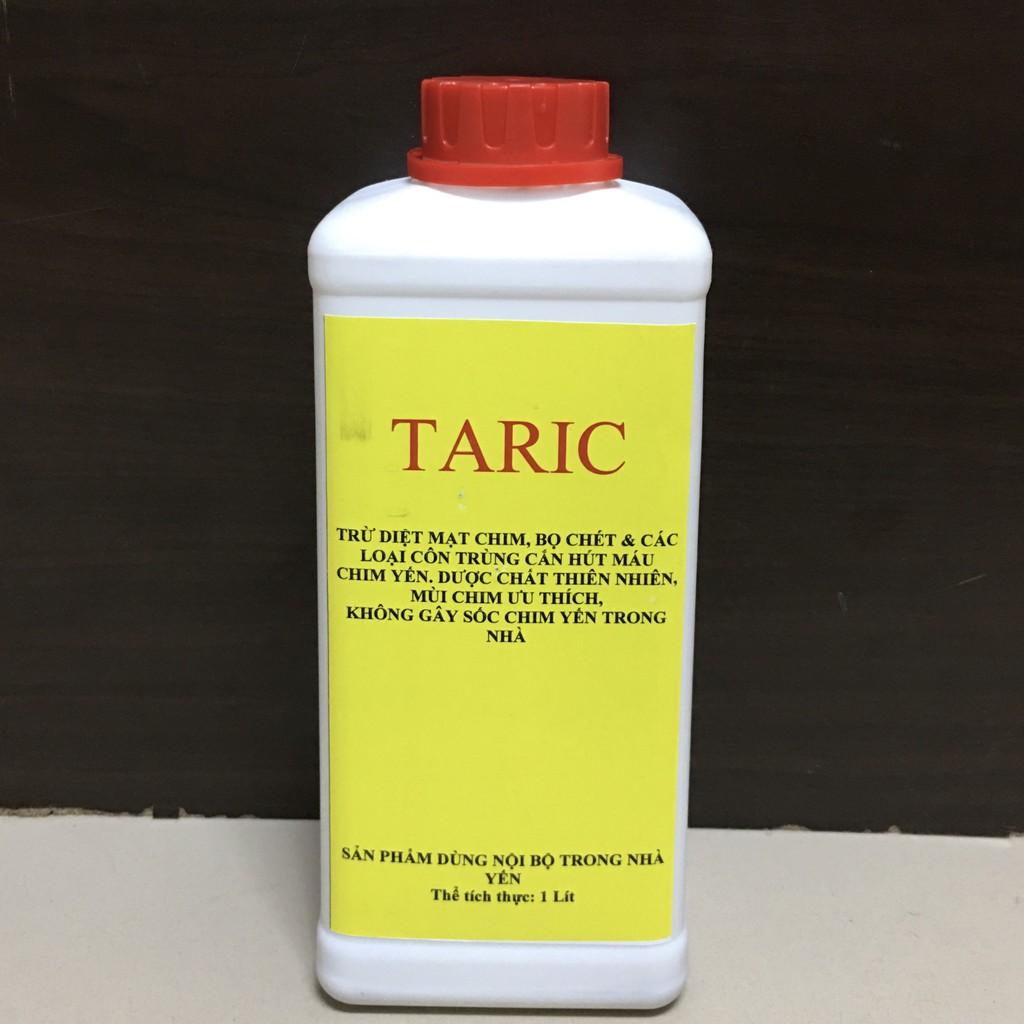 TARIC
TRỪ DIỆT MẠT CHIM, BỌ CHÉT & CÁC
LOẠI CÔN TRÙNG CẮN HÚT MÁU
CHIM YẾN. DƯỢC CHẤT THIÊN NHIÊN,
MÙI CHIM ƯU THÍCH,
KHÔNG GÂY SỐC CHIM YẾN TRONG
NHÀ
SẢN PHẨM DÙNG NỘI BỘ TRONG NHÀ
YẾN
Thể tích thực: 1 Lít